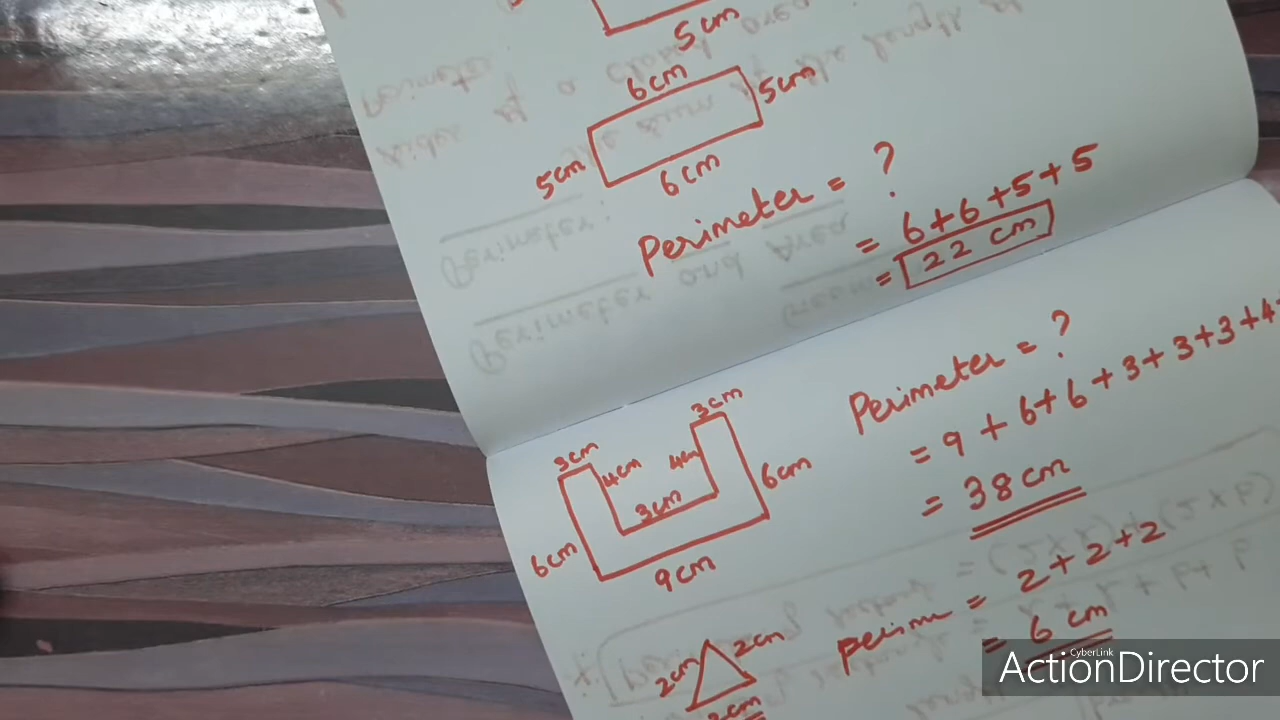 5cm
6cm
5cm
5cm
6cm
Perimeter = ?
= 6+6+5+5
= 22 cm
Perimeter = ?
= 9 + 6+6 + 3+3+3+4+
= 38 cm
3cm
3cm
4cm
4cm
3cm
6cm
6cm
9cm
perim = 2+2+2
= 6 cm
2cm
2cm
CyberLink
ActionDirector